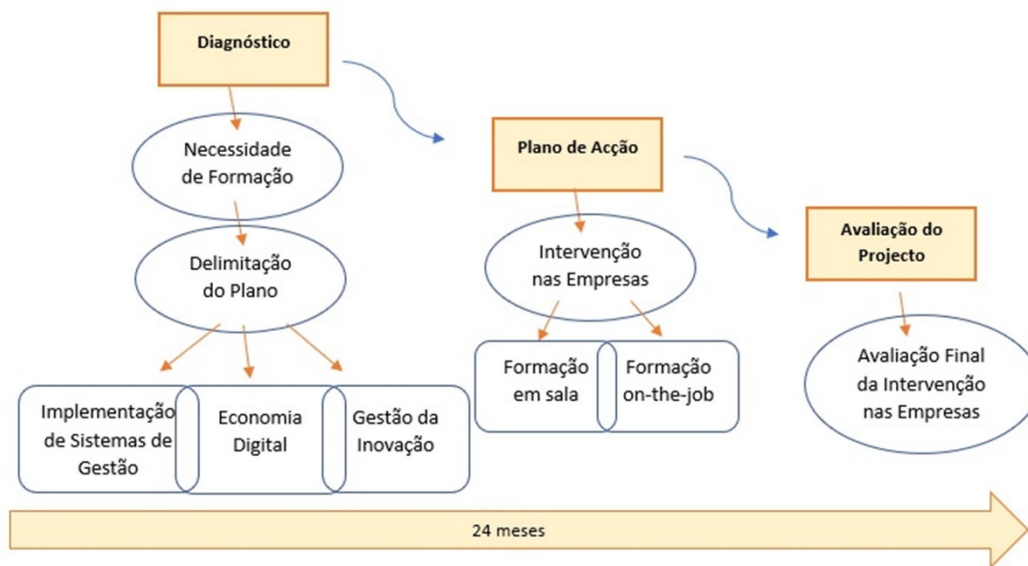 Diagnóstico
Necessidade
de Formação
Delimitação
do Plano
Implementação
de Sistemas de
Gestão
Economia
Digital
Gestão da
Inovação
Plano de Acção
Intervenção
nas Empresas
Formação
em sala
Formação
on-the-job
Avaliação do
Projecto
Avaliação Final
da Intervenção
nas Empresas
24 meses